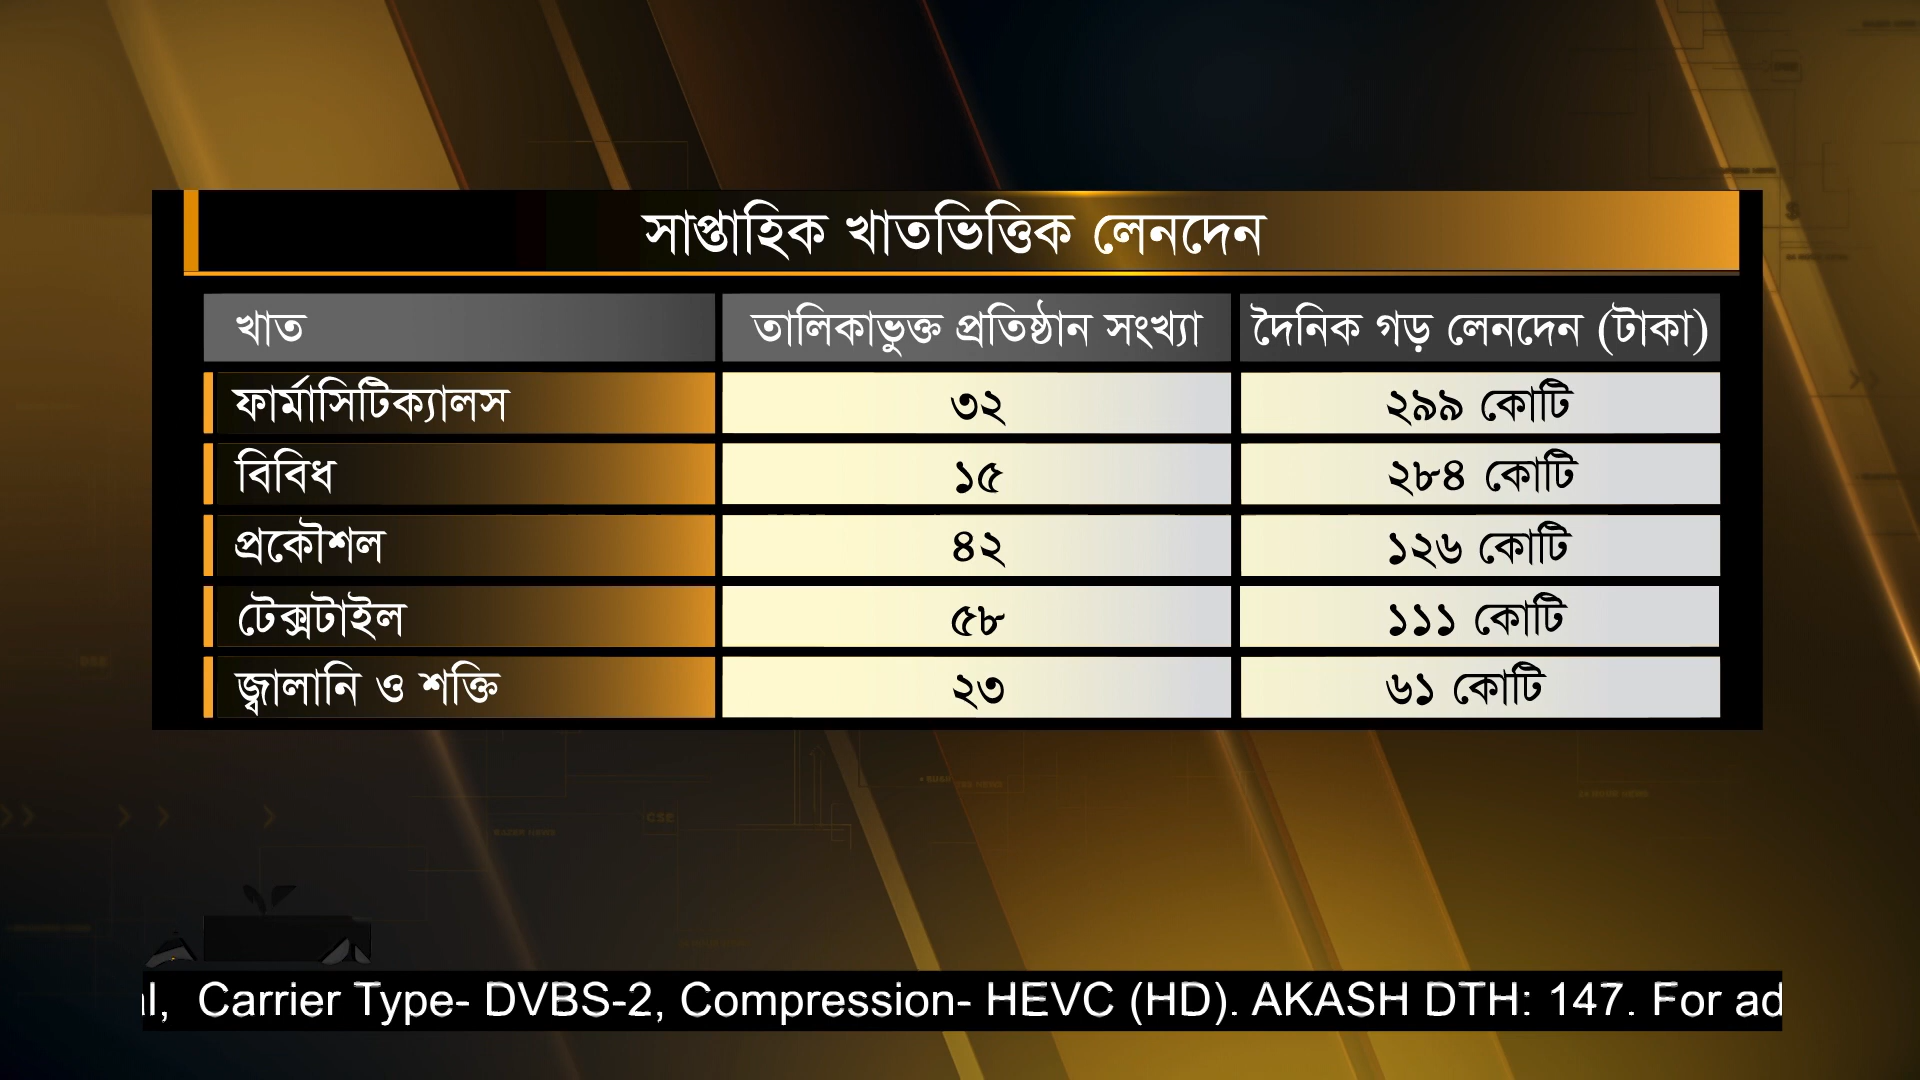 সাপ্তাহিক খাতভিত্তিক লেনদেন
খাত তালিকাভুক্ত প্রতিষ্ঠান সংখ্যা দৈনিক গড় লেনদেন (টাকা)
ফার্মাসিটিক্যালস ৩২ ২৯৯ কোটি
বিবিধ ১৫ ২৮৪ কোটি
প্রকৌশল ৪২ ১২৬ কোটি
টেক্সটাইল ৫৮ ১১১ কোটি
জ্বালানি ও শক্তি ২৩ ৬১ কোটি
CSE
Carrier Type- DVBS-2, Compression- HEVC (HD). AKASH DTH: 147. For ad